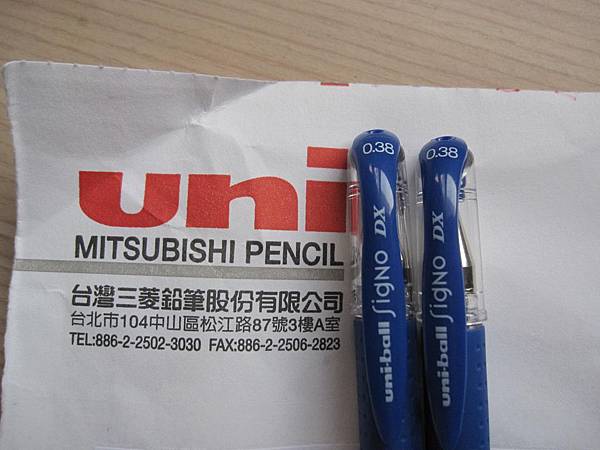 uni
MITSUBISHI PENCIL
台灣三菱鉛筆股份有限公司
台北市104中山區松江路87號3樓A室
TEL:886-2-2502-3030 FAX:886-2-2506-2823
0.38
uni-ball SigNo DX
0.38
uni-ball SigNo DX